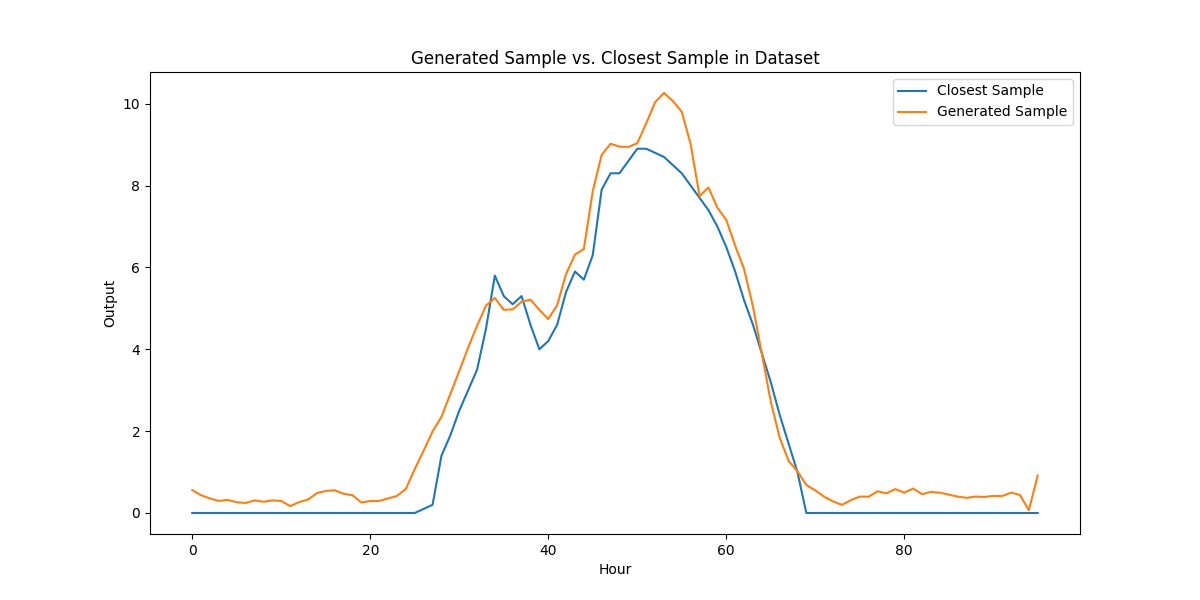 Generated Sample vs. Closest Sample in Dataset
Closest Sample
Generated Sample
10
8
6
4
2
0
Output
0 20 40 60 80
Hour